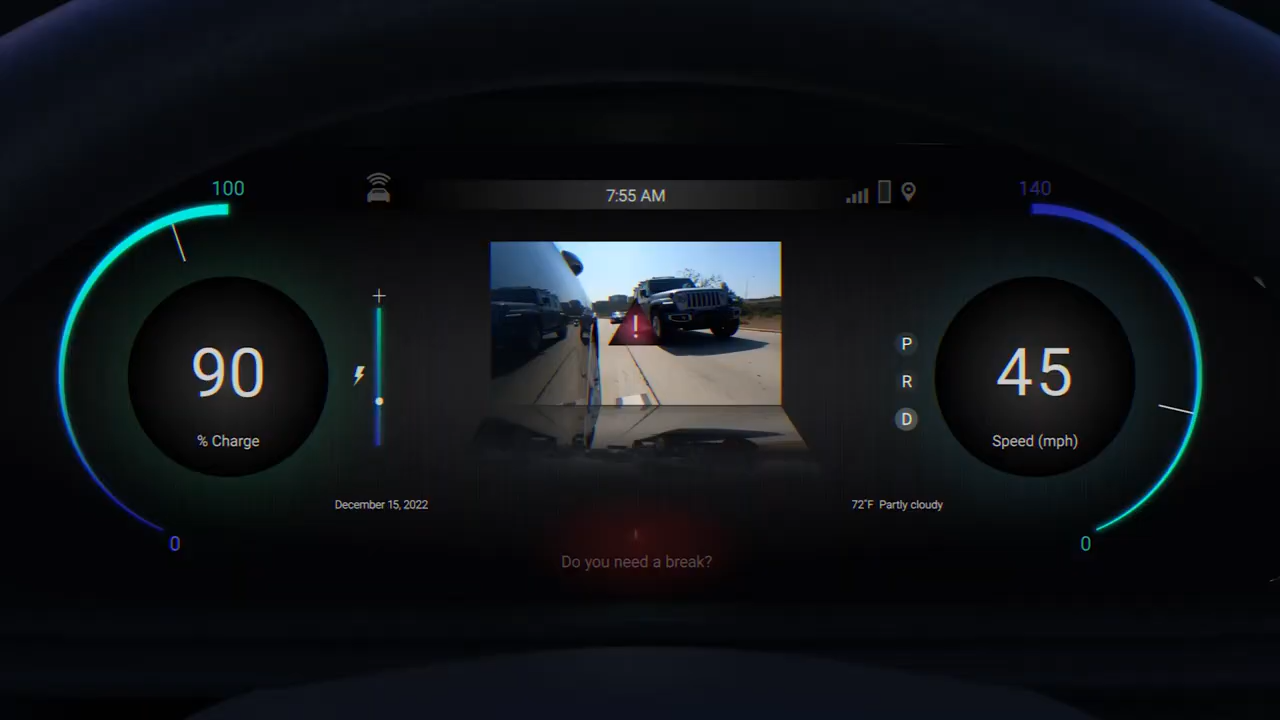 100
7:55 AM
140
P
90
45
R
D
% Charge
Speed (mph)
December 15, 2022
72°F Partly cloudy
0
0
Do you need a break?